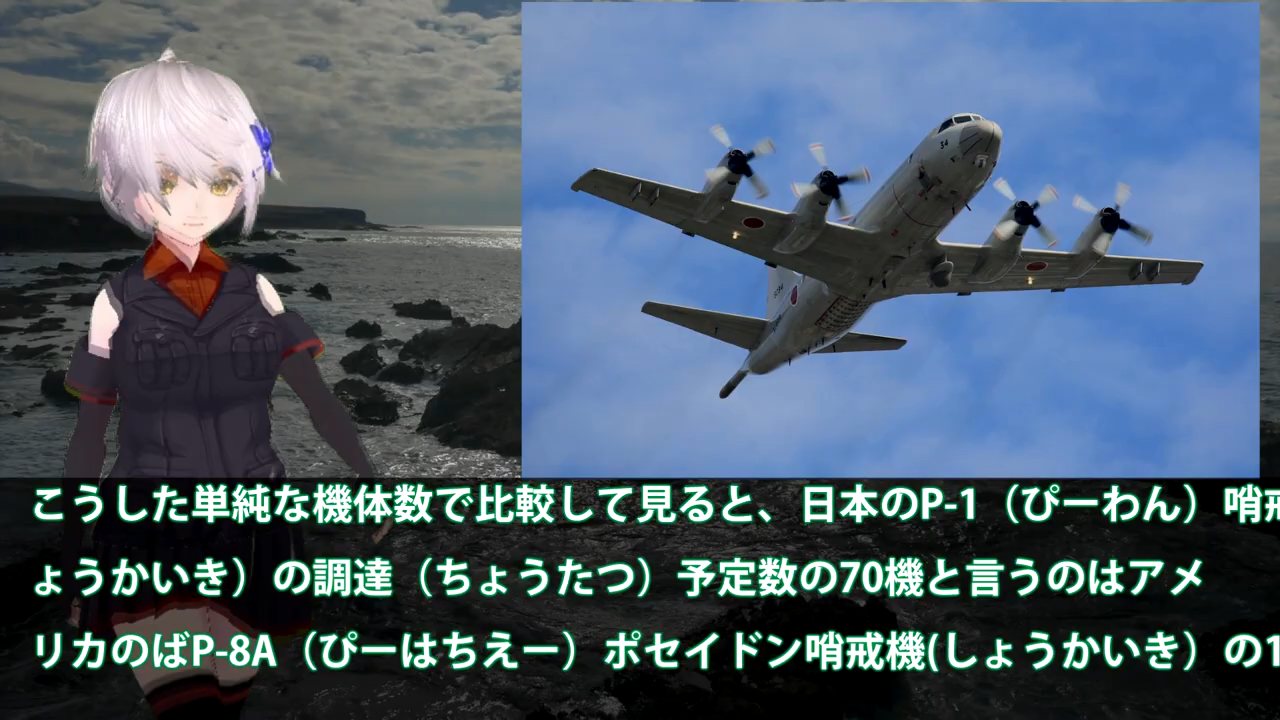 こうした単純な機体数で比較して見ると、日本のP-1（ぴーわん）哨戒
ょうかいき）の調達（ちょうたつ）予定数の70機と言うのはアメ
リカのばP-8A（ぴーはちえー）ポセイドン哨戒機(しょうかいき）の1
54